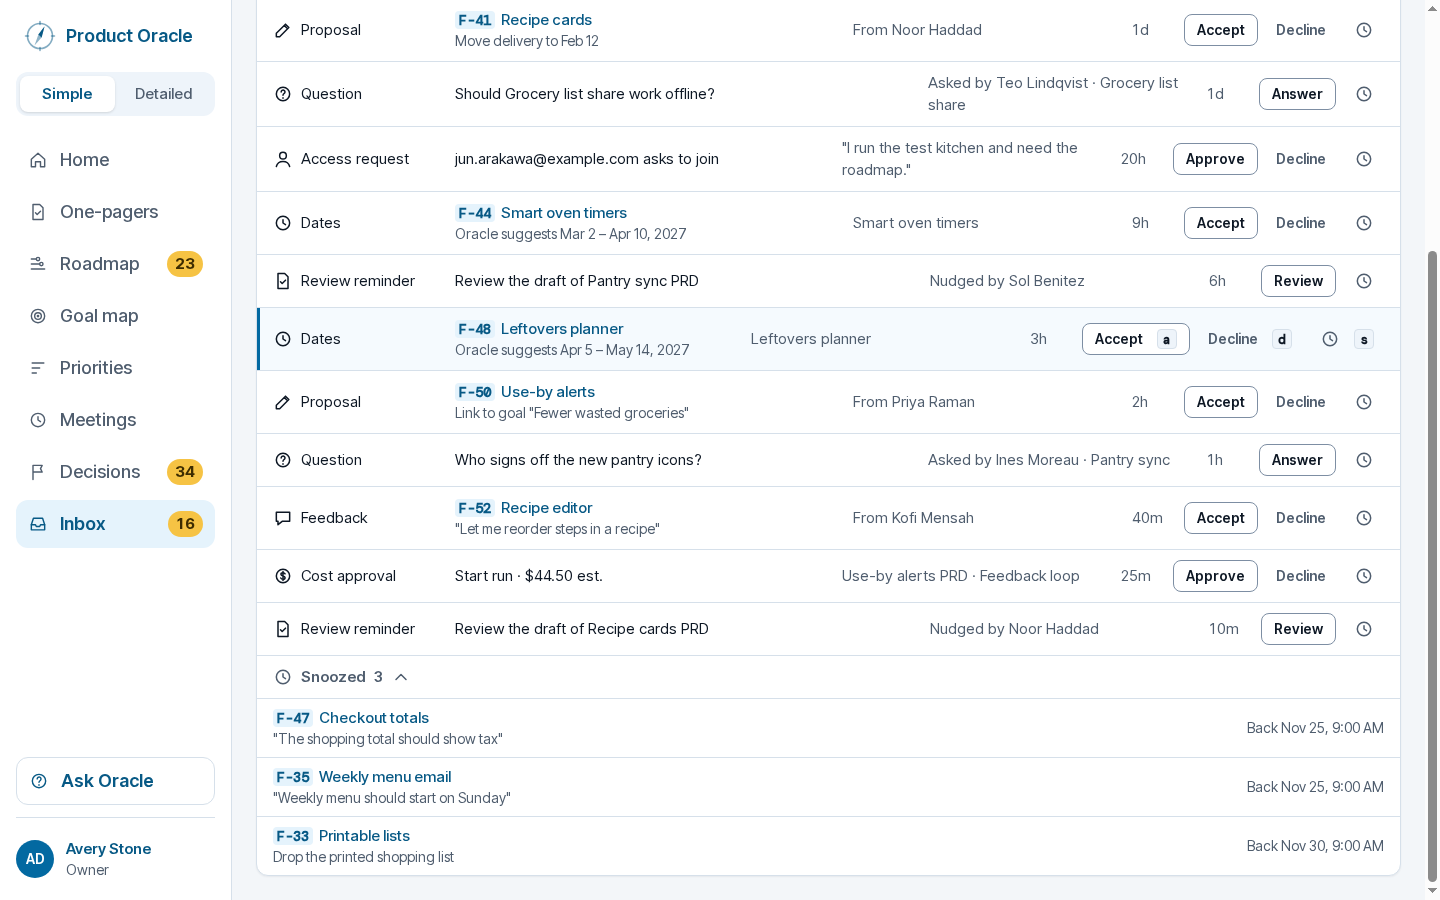 Product Oracle
Simple
Detailed
Home
One-pagers
Roadmap 23
Goal map
Priorities
Meetings
Decisions 34
Inbox 16
Ask Oracle
AD
Avery Stone
Owner
Proposal
F-41 Recipe cards
Move delivery to Feb 12
From Noor Haddad
1d
Accept
Decline
Question
Should Grocery list share work offline?
Asked by Teo Lindqvist · Grocery list
share
1d
Answer
Access request
jun.arakawa@example.com asks to join
"I run the test kitchen and need the
roadmap."
20h
Approve
Decline
Dates
F-44 Smart oven timers
Oracle suggests Mar 2 – Apr 10, 2027
Smart oven timers
9h
Accept
Decline
Review reminder
Review the draft of Pantry sync PRD
Nudged by Sol Benitez
6h
Review
Dates
F-48 Leftovers planner
Oracle suggests Apr 5 – May 14, 2027
Leftovers planner
3h
Accept a
Decline d
s
Proposal
F-50 Use-by alerts
Link to goal "Fewer wasted groceries"
From Priya Raman
2h
Accept
Decline
Question
Who signs off the new pantry icons?
Asked by Ines Moreau · Pantry sync
1h
Answer
Feedback
F-52 Recipe editor
"Let me reorder steps in a recipe"
From Kofi Mensah
40m
Accept
Decline
Cost approval
Start run · $44.50 est.
Use-by alerts PRD · Feedback loop
25m
Approve
Decline
Review reminder
Review the draft of Recipe cards PRD
Nudged by Noor Haddad
10m
Review
Snoozed 3
F-47 Checkout totals
"The shopping total should show tax"
Back Nov 25, 9:00 AM
F-35 Weekly menu email
"Weekly menu should start on Sunday"
Back Nov 25, 9:00 AM
F-33 Printable lists
Drop the printed shopping list
Back Nov 30, 9:00 AM